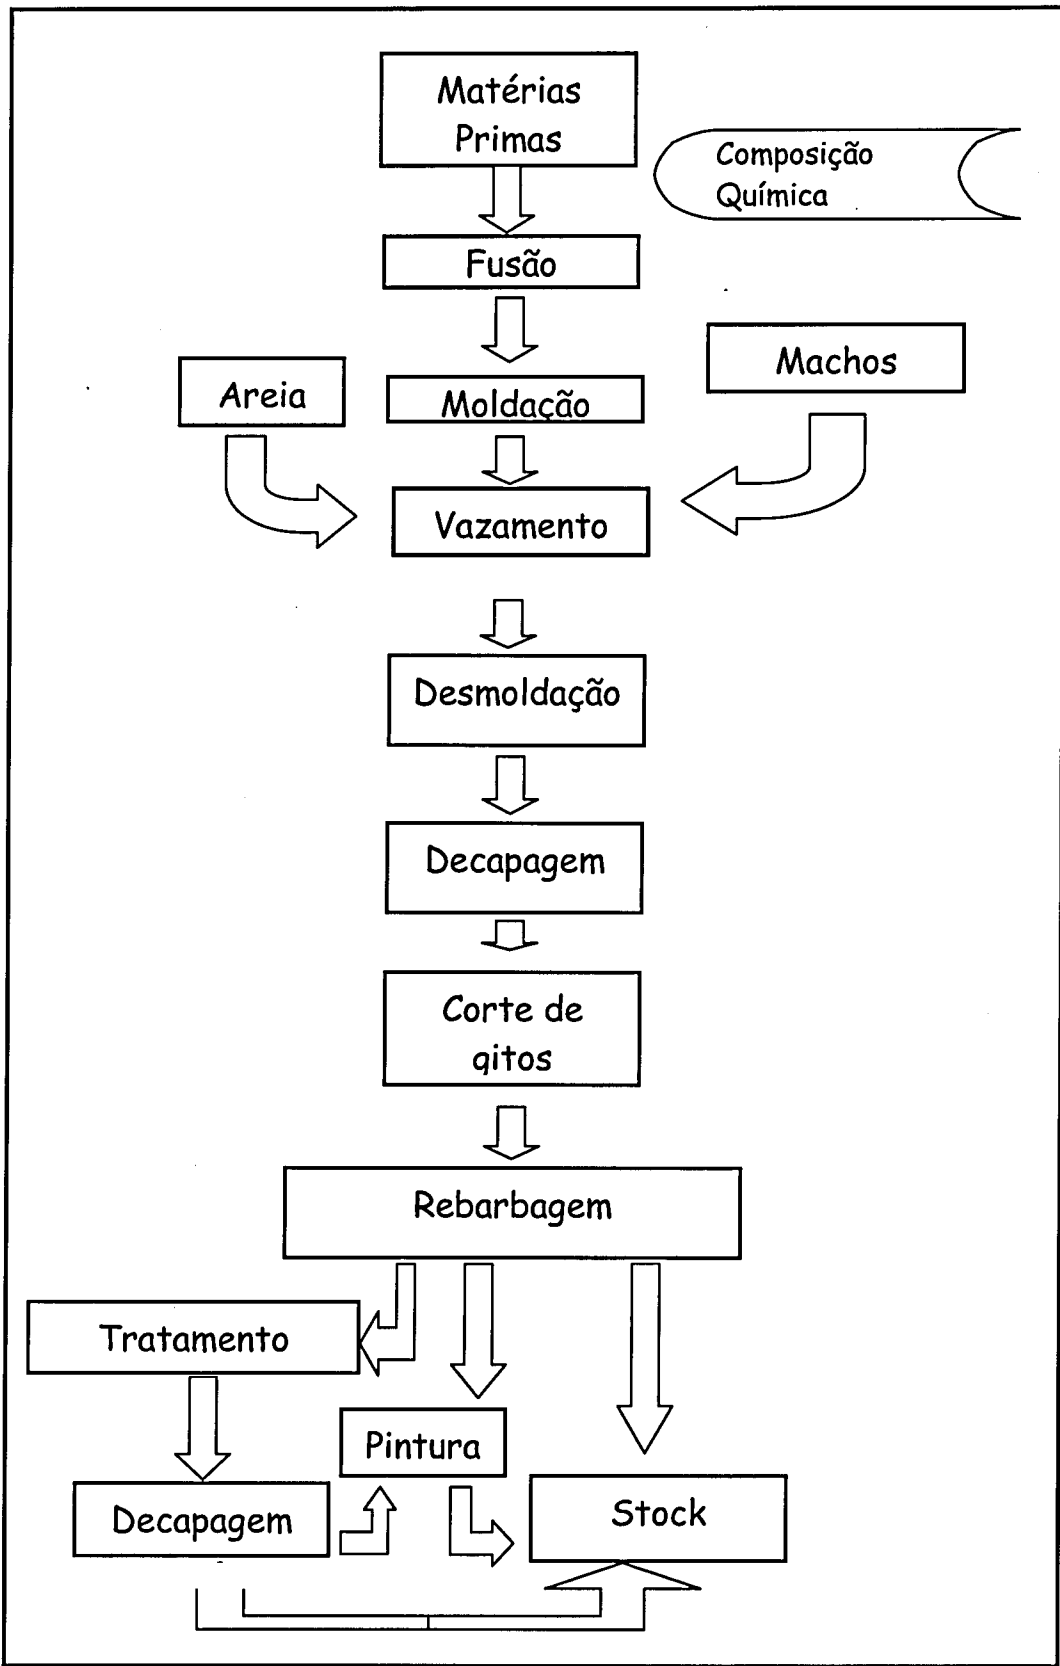 Matérias
Primas
Composição
Química
Fusão
Machos
Areia
Moldação
Vazamento
Desmoldação
Decapagem
Corte de
gitos
Rebarbagem
Tratamento
Pintura
Decapagem
Stock